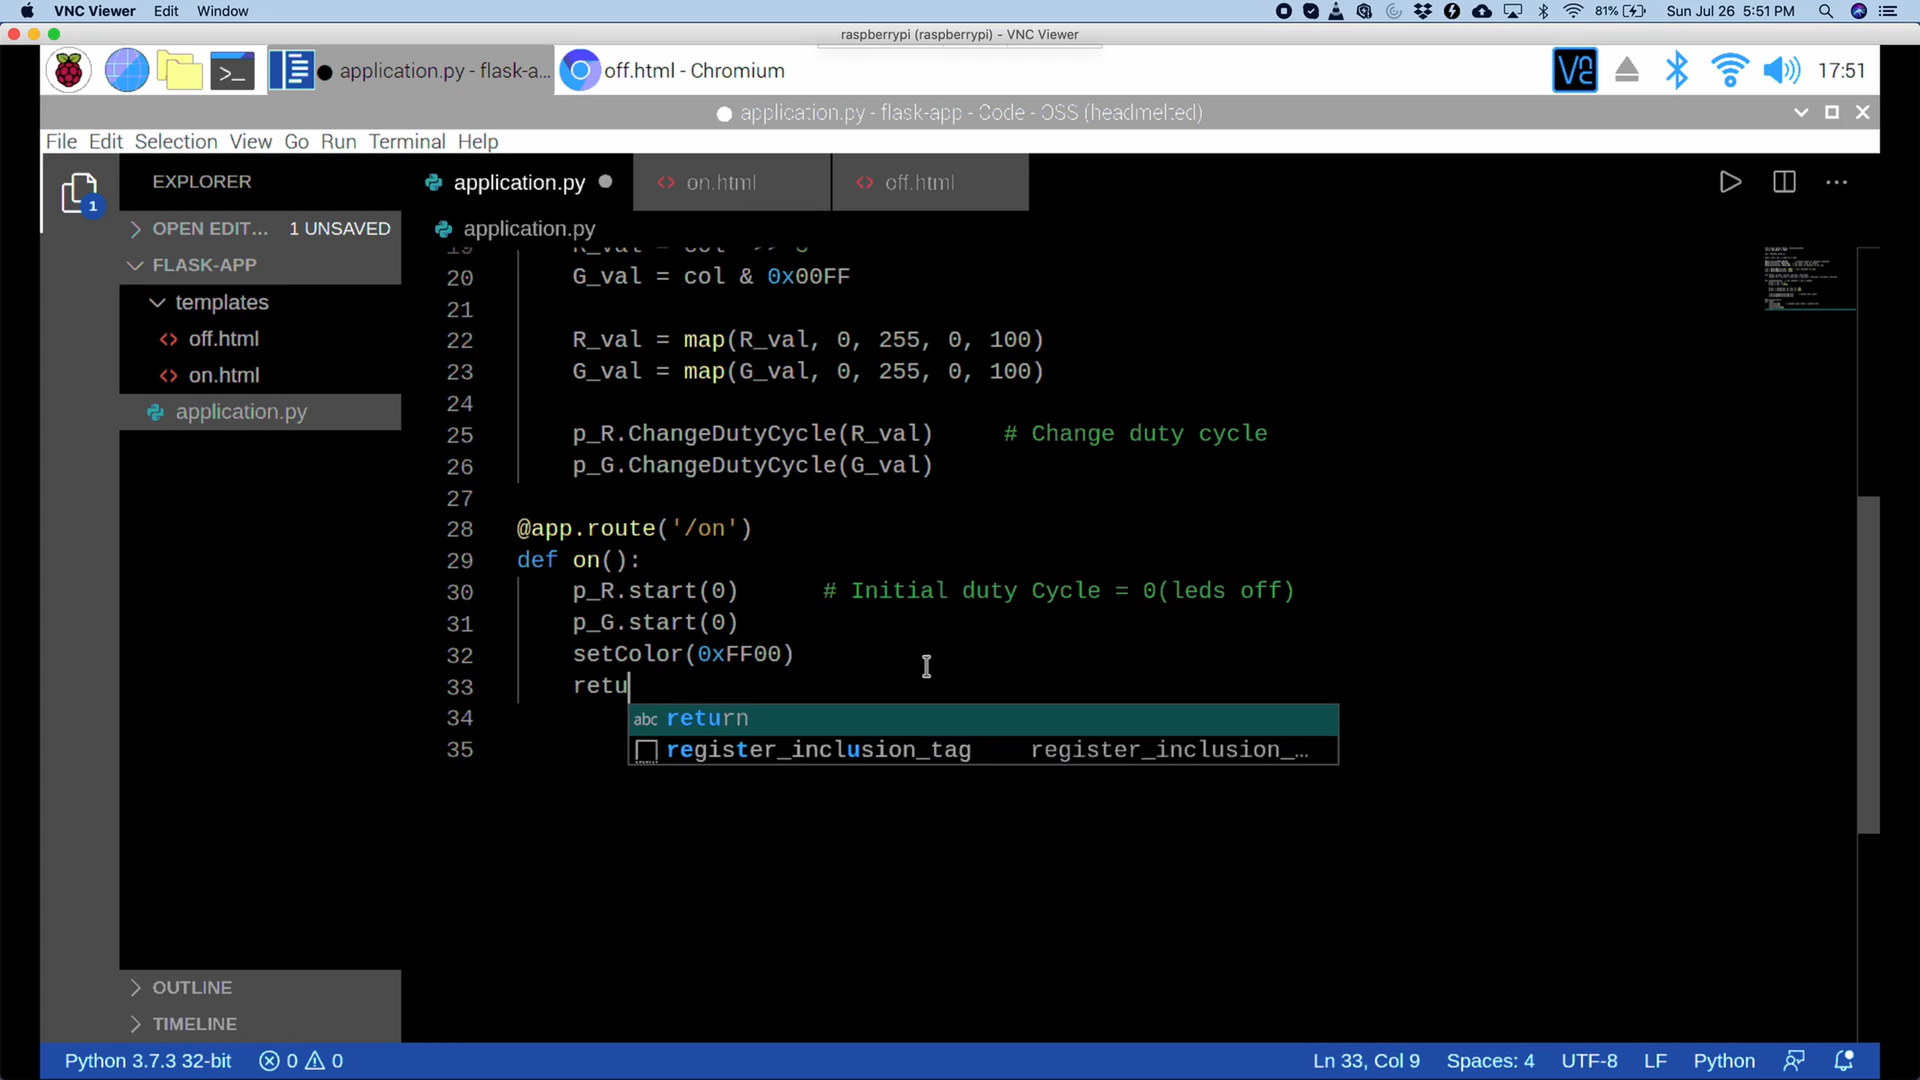 VNC Viewer Edit Window 81% Sun Jul 26 5:51 PM
raspberrypi (raspberrypi) - VNC Viewer
application.py - flask-a... off.html - Chromium 17:51
application.py - flask-app - Code - OSS (headmelted)
File Edit Selection View Go Run Terminal Help
EXPLORER
application.py
on.html
off.html
OPEN EDIT... 1 UNSAVED
FLASK-APP
templates
off.html
on.html
application.py
OUTLINE
TIMELINE
application.py
20 G_val = col & 0x00FF
21
22 R_val = map(R_val, 0, 255, 0, 100)
23 G_val = map(G_val, 0, 255, 0, 100)
24
25 p_R.ChangeDutyCycle(R_val) # Change duty cycle
26 p_G.ChangeDutyCycle(G_val)
27
28 @app.route('/on')
29 def on():
30 p_R.start(0) # Initial duty Cycle = 0(leds off)
31 p_G.start(0)
32 setColor(0xFF00)
33 retu
34
35
abc return
register_inclusion_tag register_inclusion_...
Python 3.7.3 32-bit 0 0 Ln 33, Col 9 Spaces: 4 UTF-8 LF Python